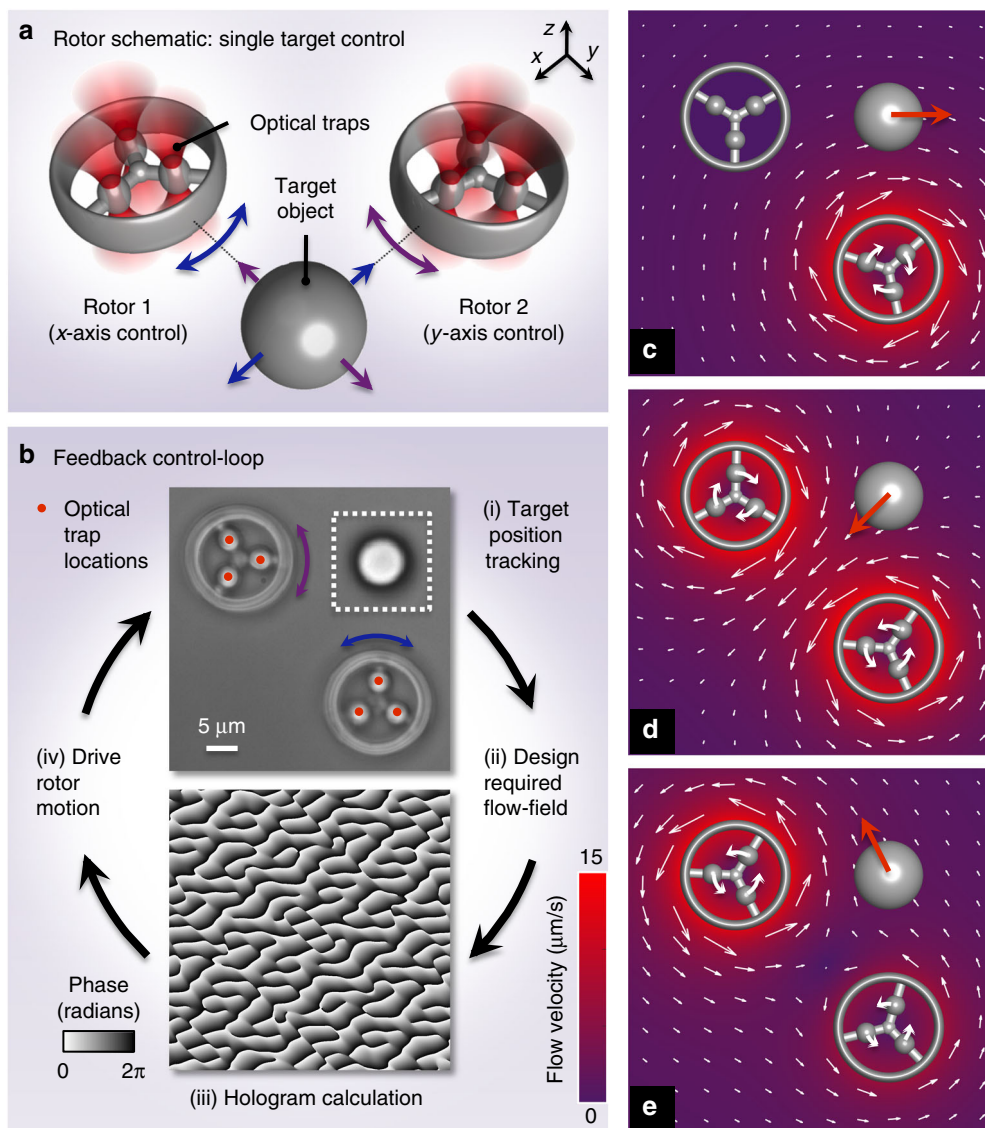 a Rotor schematic: single target control
z
x
y
Optical traps
Target
object
Rotor 1
(x-axis control)
Rotor 2
(y-axis control)
b Feedback control-loop
Optical
trap
locations
(i) Target
position
tracking
5 μm
(iv) Drive
rotor
motion
(ii) Design
required
flow-field
Phase
(radians)
0 2π
(iii) Hologram calculation
15
Flow velocity (μm/s)
0
c
d
e